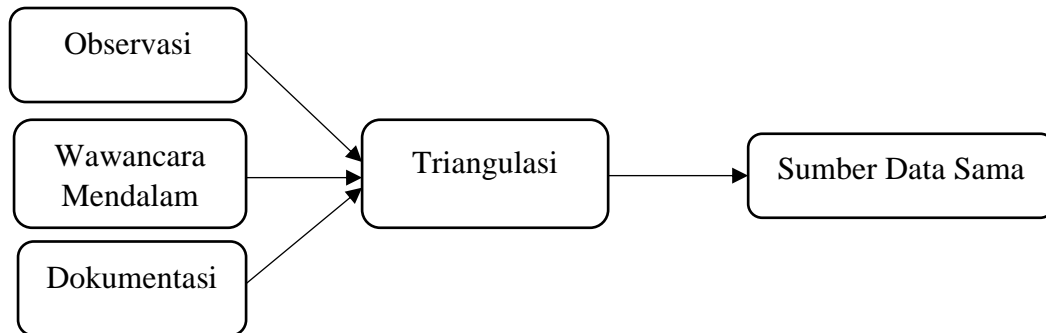 Observasi
Wawancara
Mendalam
Dokumentasi
Triangulasi
Sumber Data Sama